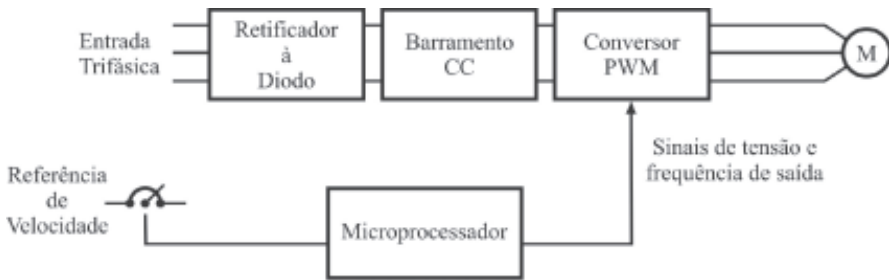 Entrada
Trifásica
Retificador
à
Diodo
Barramento
CC
Conversor
PWM
M
Sinais de tensão e
frequência de saída
Referência
de
Velocidade
Microprocessador